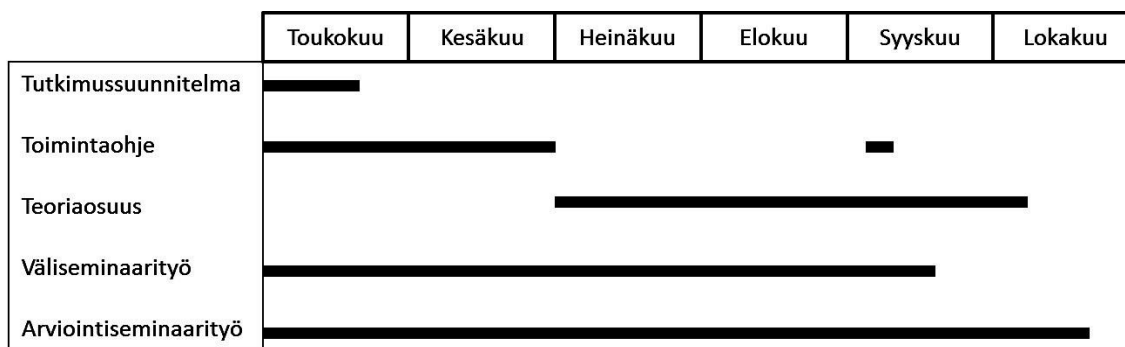 Toukokuu Kesäkuu Heinäkuu Elokuu Syyskuu Lokakuu
Tutkimussuunnitelma
Toimintaohje
Teoriaosuus
Väliseminaarityö
Arviointiseminaarityö